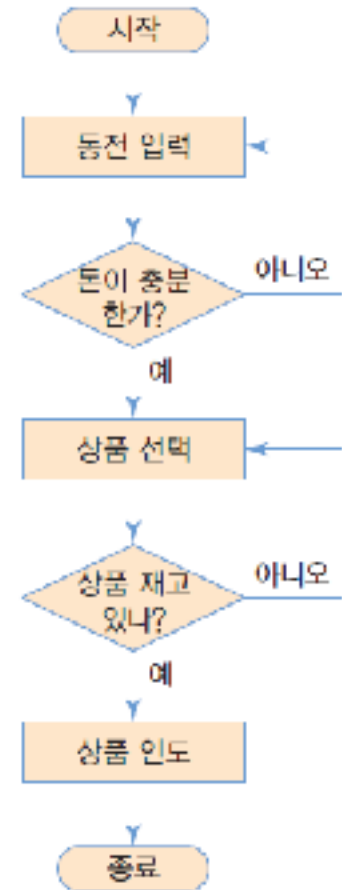 시작
동전 입력
돈이 충분
한가?
아니오
예
상품 선택
상품 재고
있나?
아니오
예
상품 인도
종료